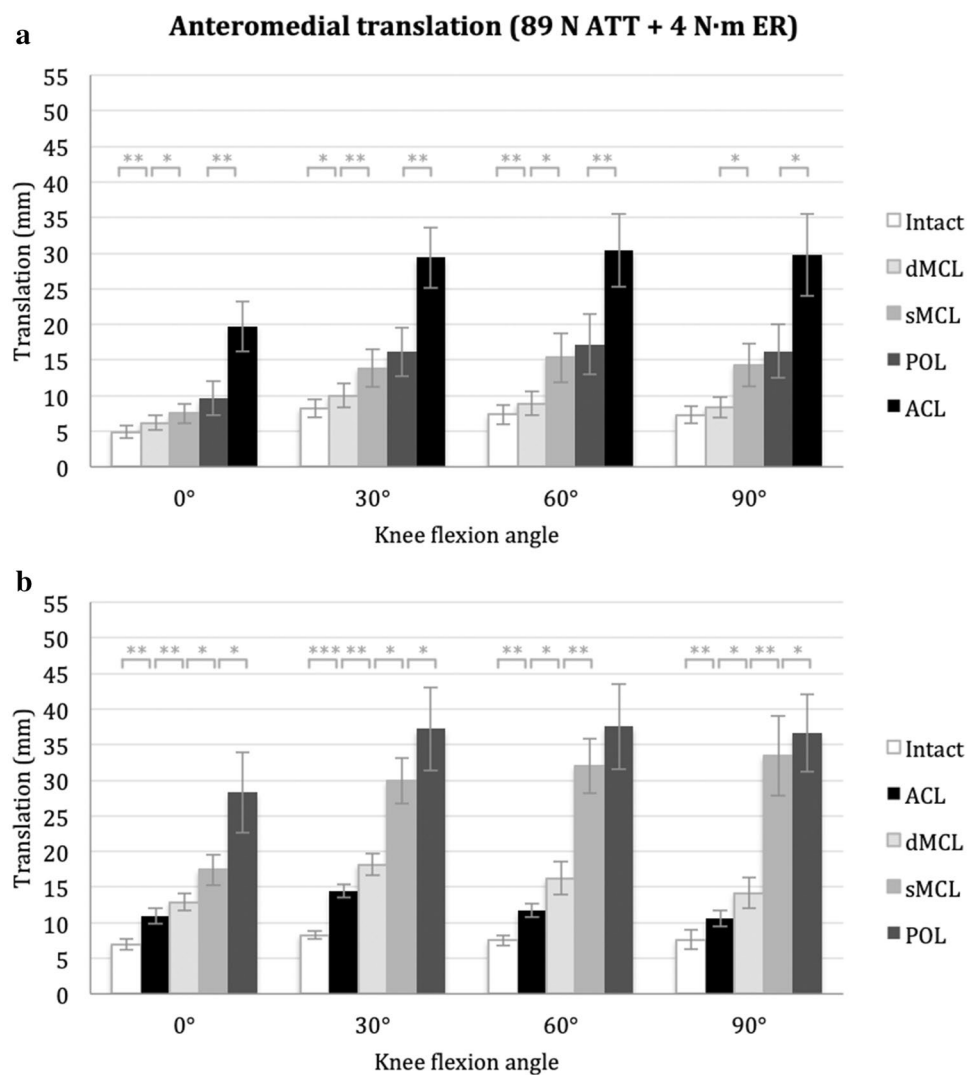 a
Anteromedial translation (89 N ATT + 4 N·m ER)
Translation (mm)
55
50
45
40
35
30
25
20
15
10
5
0
** * **
* ** **
** * **
* *
0° 30° 60° 90°
Knee flexion angle
Intact
dMCL
sMCL
POL
ACL
b
Translation (mm)
55
50
45
40
35
30
25
20
15
10
5
0
** ** * *
*** ** * *
** * **
** * ** *
0° 30° 60° 90°
Knee flexion angle
Intact
ACL
dMCL
sMCL
POL